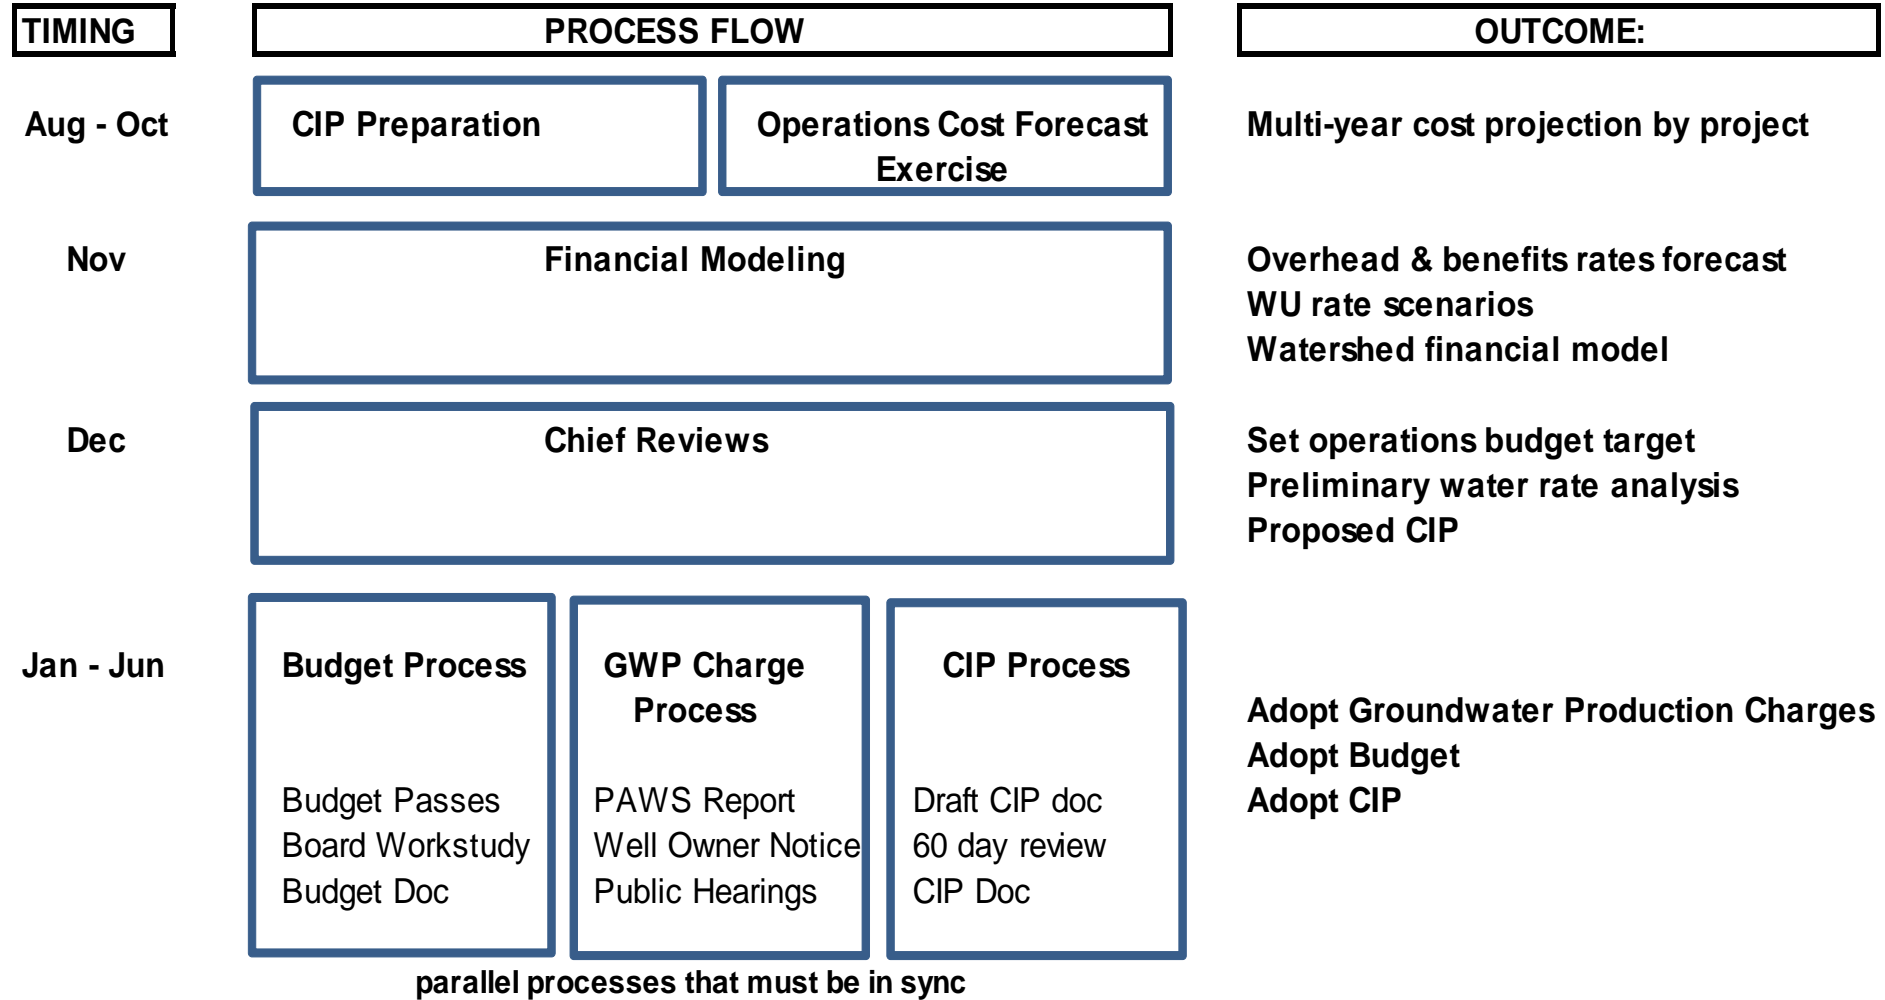 TIMING
PROCESS FLOW
OUTCOME:
Aug - Oct
CIP Preparation
Operations Cost Forecast
Exercise
Multi-year cost projection by project
Nov
Financial Modeling
Overhead & benefits rates forecast
WU rate scenarios
Watershed financial model
Dec
Chief Reviews
Set operations budget target
Preliminary water rate analysis
Proposed CIP
Jan - Jun
Budget Process
Budget Passes
Board Workstudy
Budget Doc
GWP Charge
Process
PAWS Report
Well Owner Notice
Public Hearings
CIP Process
Draft CIP doc
60 day review
CIP Doc
Adopt Groundwater Production Charges
Adopt Budget
Adopt CIP
parallel processes that must be in sync